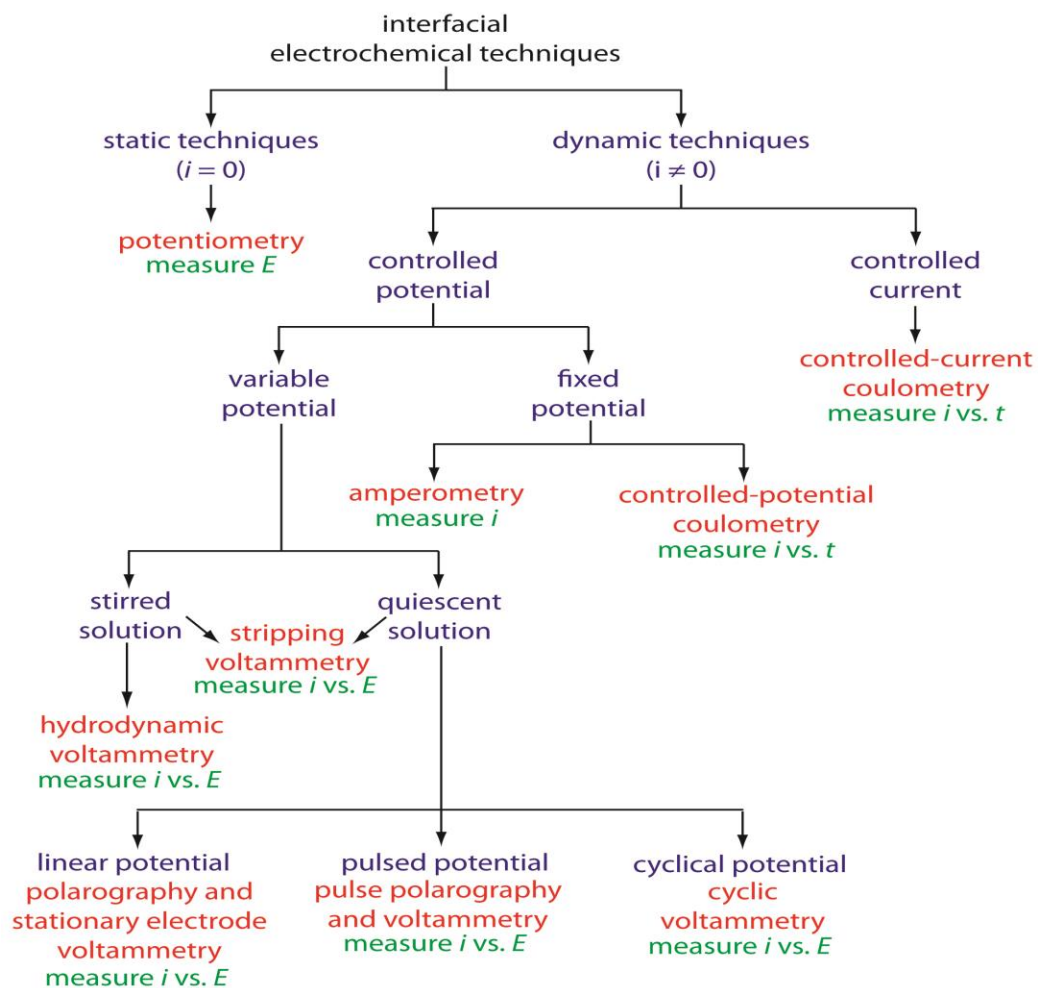 interfacial
electrochemical techniques
static techniques
(i = 0)
dynamic techniques
(i ≠ 0)
potentiometry
measure E
controlled
potential
controlled
current
controlled-current
coulometry
measure i vs. t
variable
potential
fixed
potential
amperometry
measure i
controlled-potential
coulometry
measure i vs. t
stirred
solution
quiescent
solution
stripping
voltammetry
measure i vs. E
hydrodynamic
voltammetry
measure i vs. E
linear potential
polarography and
stationary electrode
voltammetry
measure i vs. E
pulsed potential
pulse polarography
and voltammetry
measure i vs. E
cyclical potential
cyclic
voltammetry
measure i vs. E